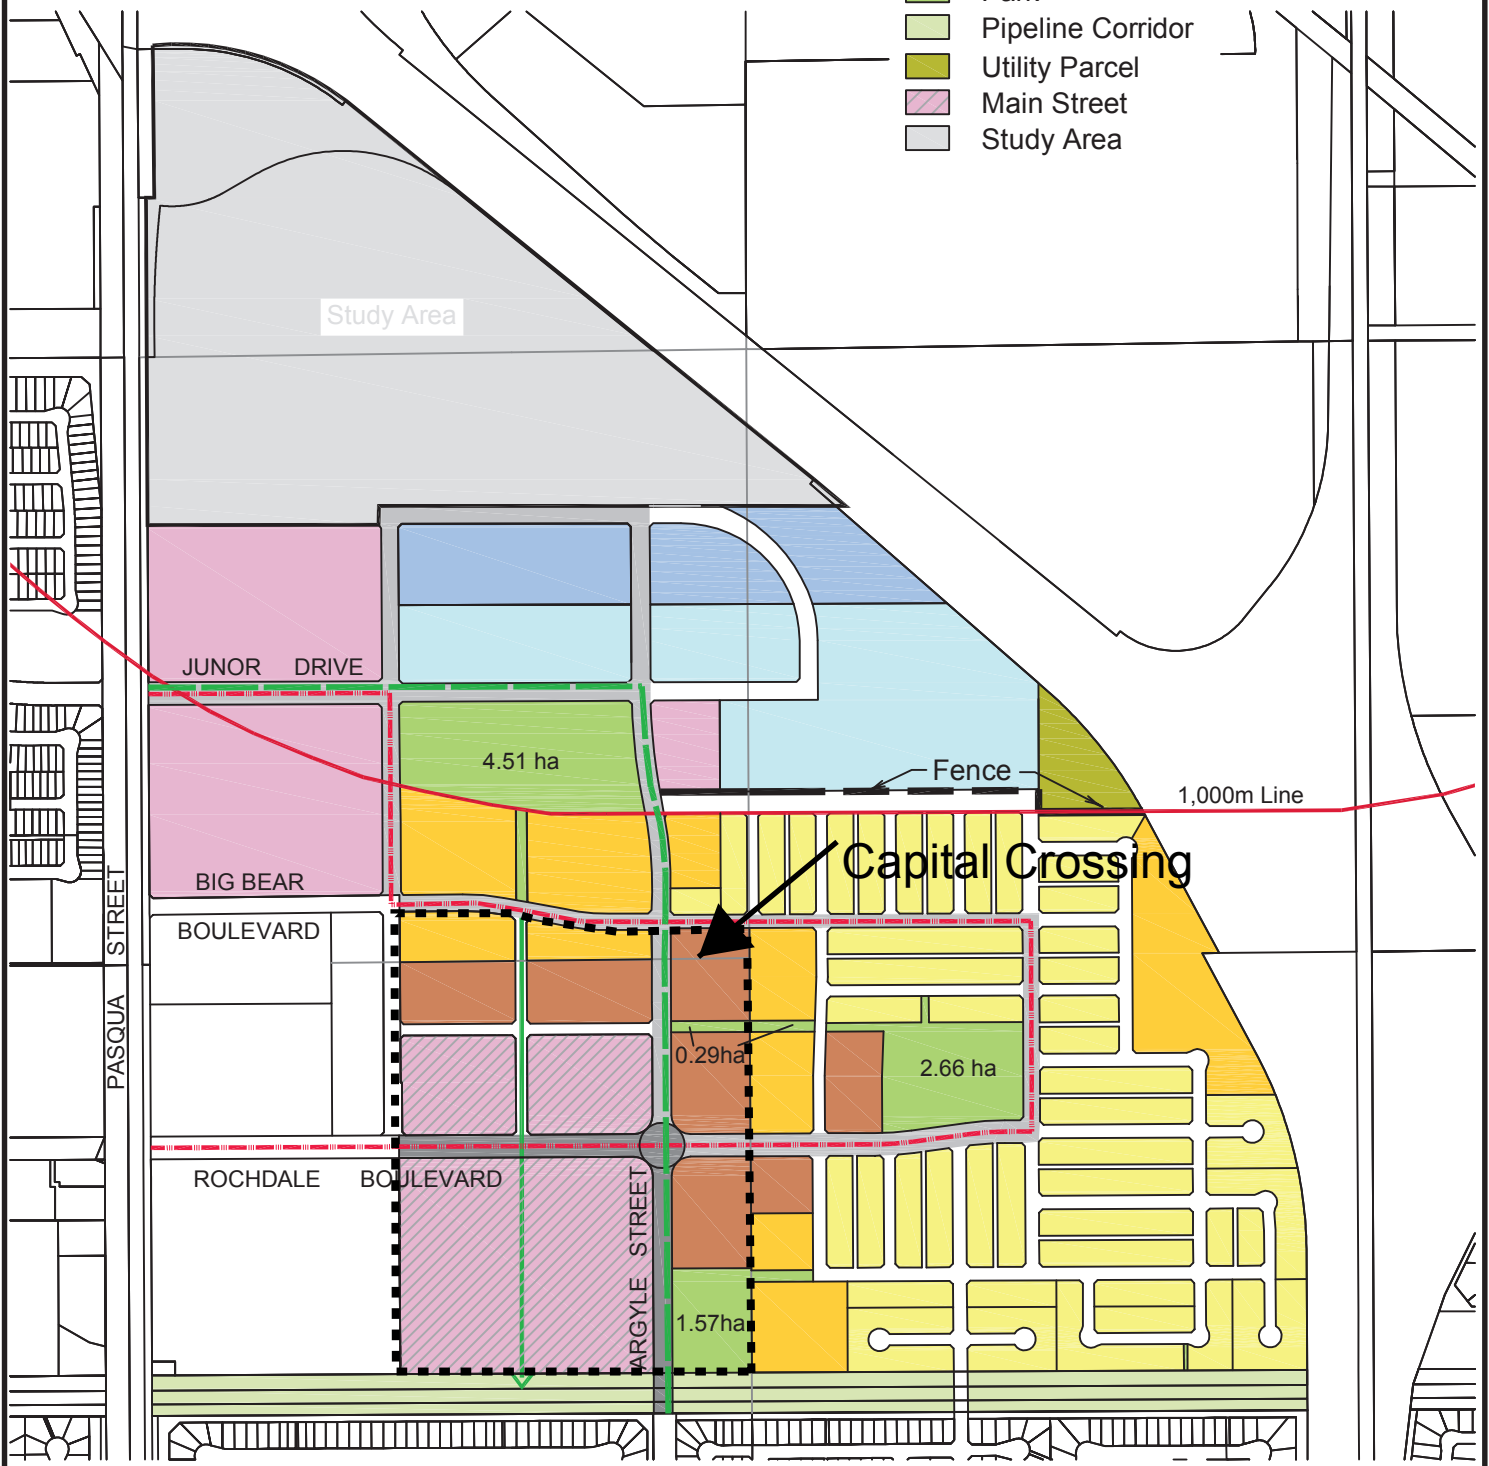 Pipeline Corridor
Utility Parcel
Main Street
Study Area
Study Area
JUNOR DRIVE
4.51 ha
Fence
1,000m Line
Capital Crossing
BIG BEAR
BOULEVARD
PASQUA STREET
0.29ha
2.66 ha
ROCHDALE BOULEVARD
ARGYLE STREET
1.57ha